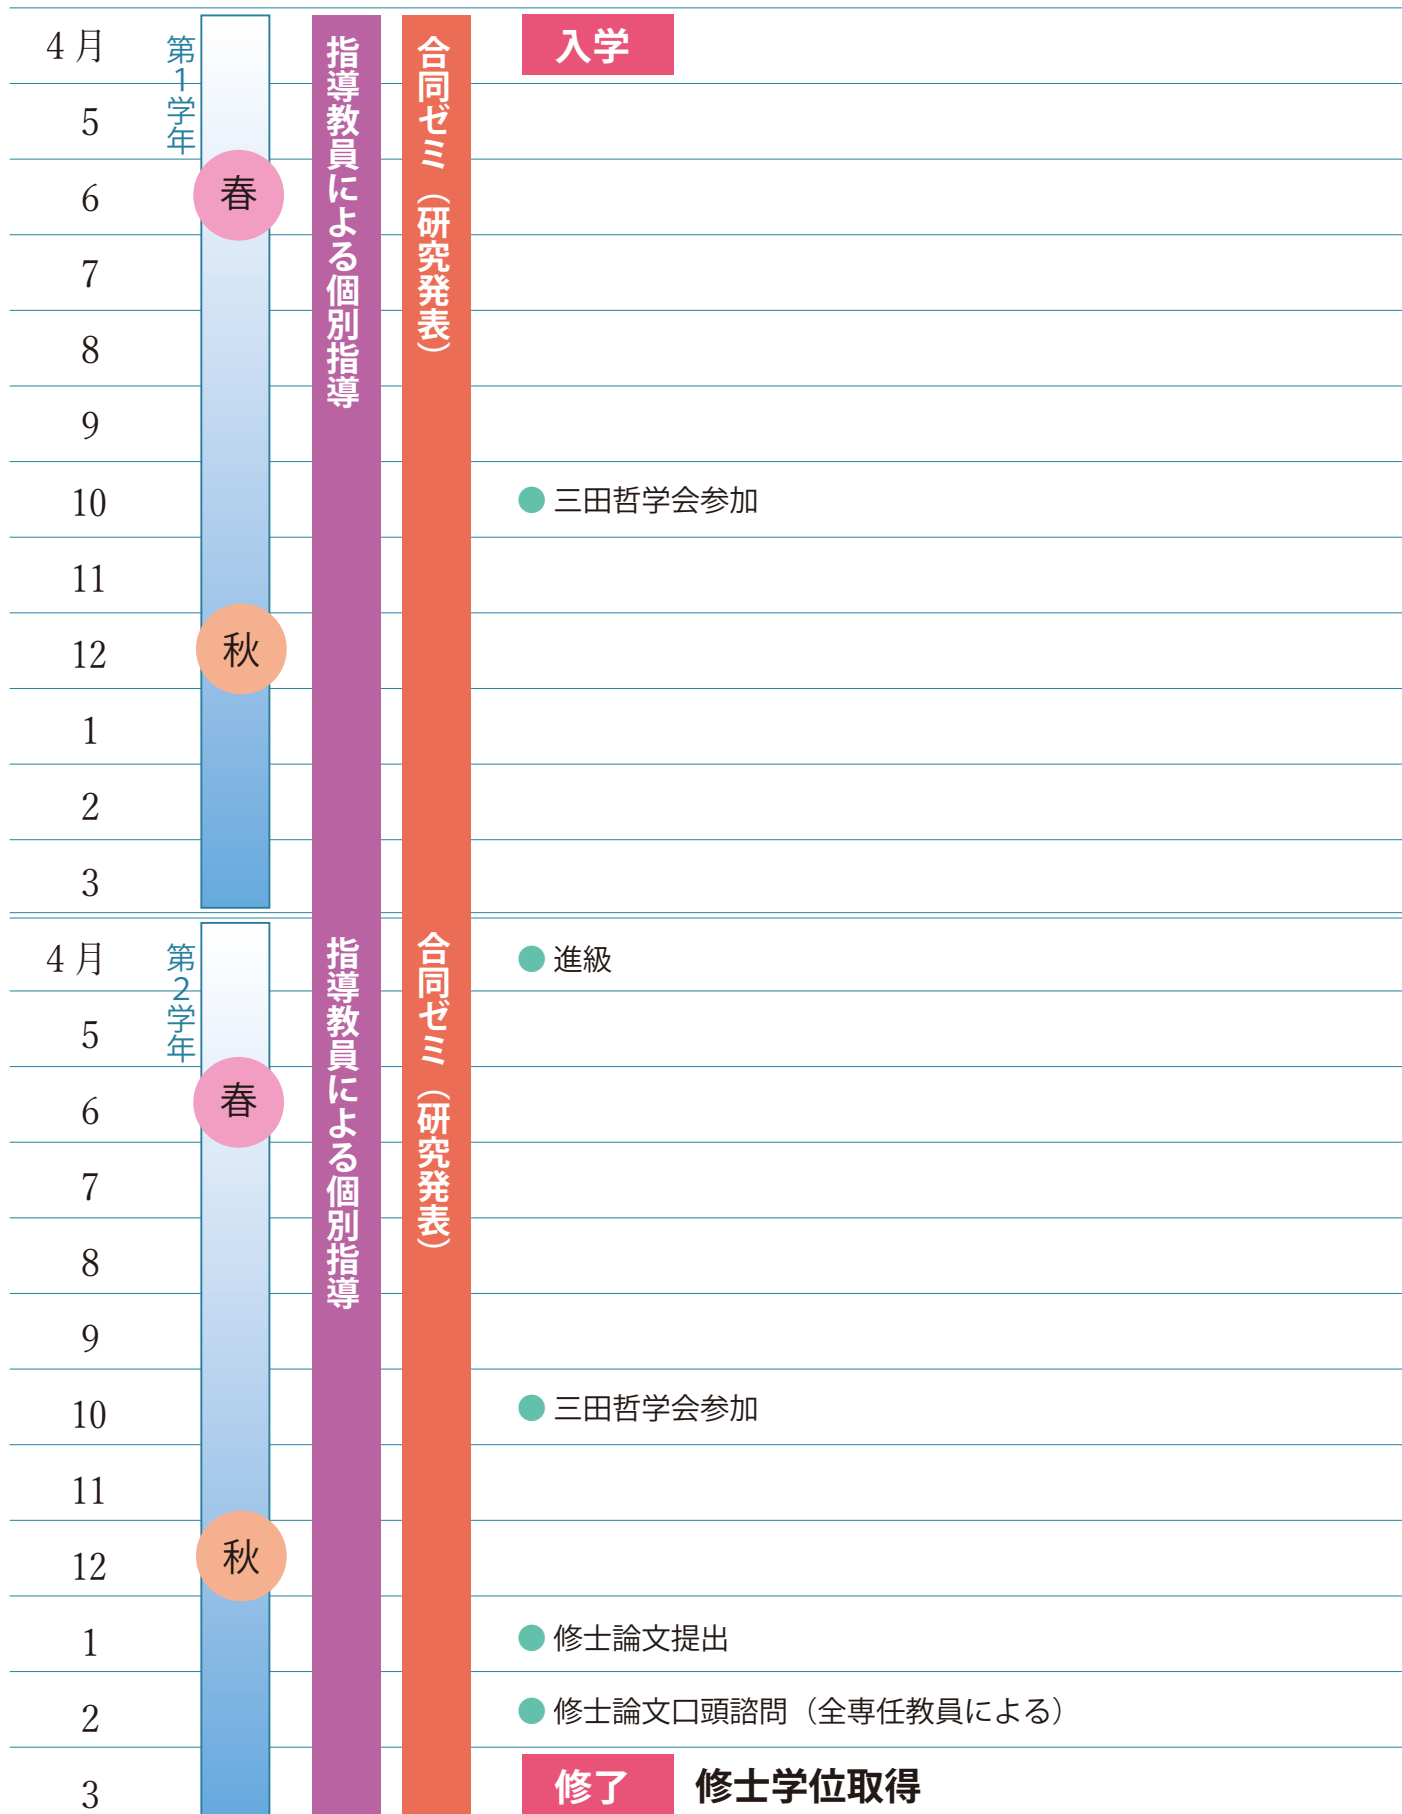 4月
第1学年
指導教員による個別指導
合同ゼミ（研究発表）
入学
5
6
春
7
8
9
10
三田哲学会参加
11
12
秋
1
2
3
4月
第2学年
指導教員による個別指導
合同ゼミ（研究発表）
進級
5
6
春
7
8
9
10
三田哲学会参加
11
12
秋
1
修士論文提出
2
修士論文口頭諮問（全専任教員による）
3
修了 修士学位取得